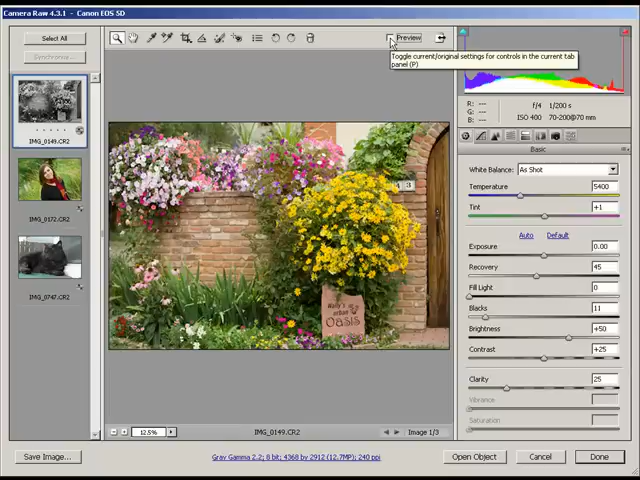 Camera Raw 4.3.1 - Canon EOS 5D
Select All
Synchronize...
Preview
Toggle current/original settings for controls in the current tab
panel (P)
R: ---
G: ---
B: ---
f/4 1/200 s
ISO 400 70-200@70 mm
Basic
White Balance: As Shot
Temperature 5400
Tint +1
Auto Default
Exposure 0.00
Recovery 45
Fill Light 0
Blacks 11
Brightness +50
Contrast +25
Clarity 25
Vibrance
Saturation
IMG_0149.CR2
IMG_0172.CR2
IMG_0747.CR2
Oasis
12.5%
IMG_0149.CR2
Image 1/3
Save Image...
Gray Gamma 2.2; 8 bit; 4368 by 2912 (12.7MP); 240 ppi
Open Object
Cancel
Done